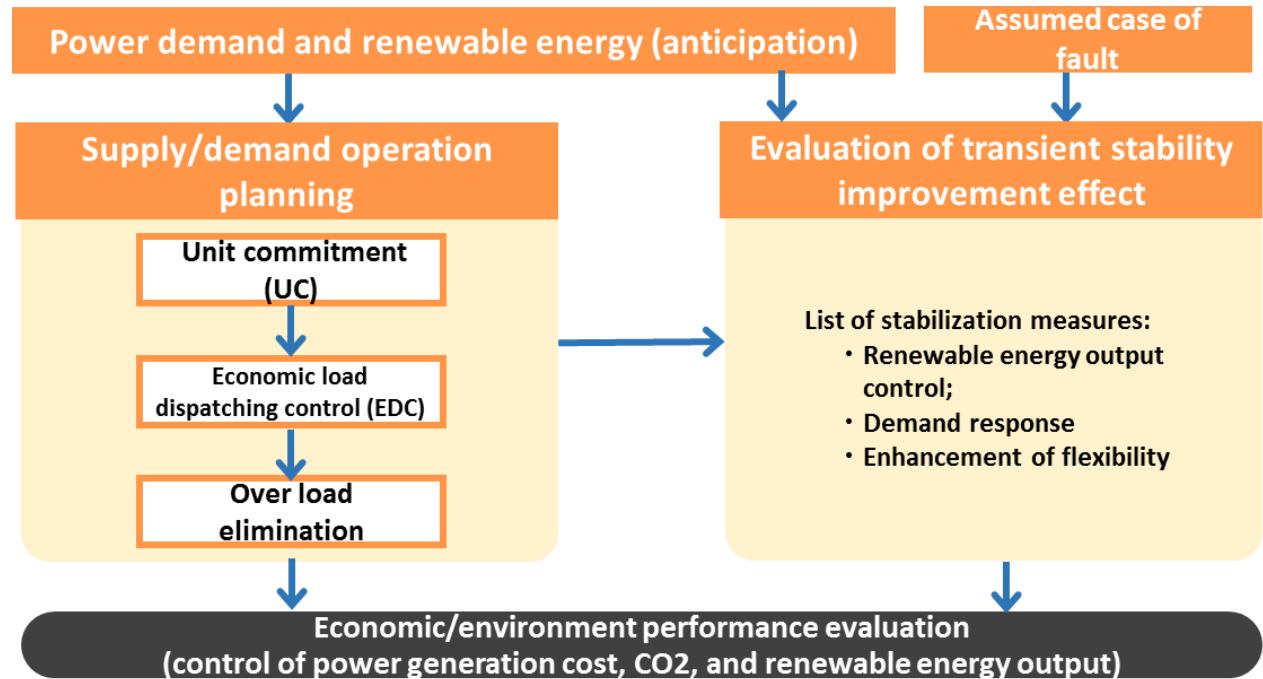 Power demand and renewable energy (anticipation)
Assumed case of
fault
Supply/demand operation
planning
Unit commitment
(UC)
Economic load
dispatching control (EDC)
Over load
elimination
Evaluation of transient stability
improvement effect
List of stabilization measures:
・Renewable energy output
control;
・Demand response
・Enhancement of flexibility
Economic/environment performance evaluation
(control of power generation cost, CO2, and renewable energy output)